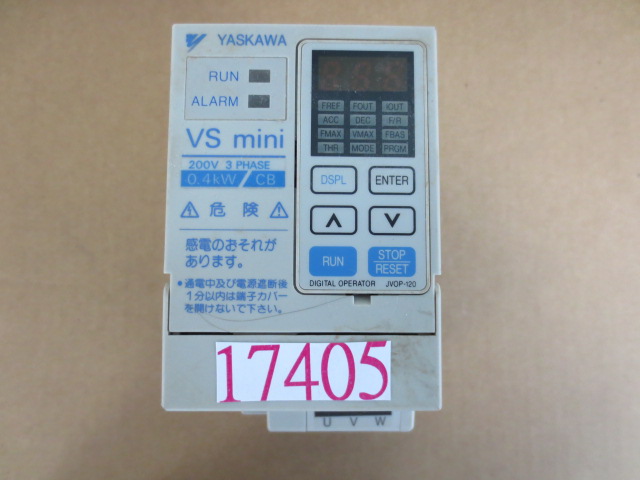 YASKAWA
RUN
ALARM
VS mini
200V 3 PHASE
0.4kW/CB
⚠危険⚠
感電のおそれが
あります。
•通電中及び電源遮断後
1分以内は端子カバー
を開けないで下さい。
FREF FOUT IOUT
ACC DEC F/R
FMAX VMAX FBAS
THR MODE PRGM
DSPL ENTER
RUN STOP
RESET
DIGITAL OPERATOR JVOP-120
17405
U V W